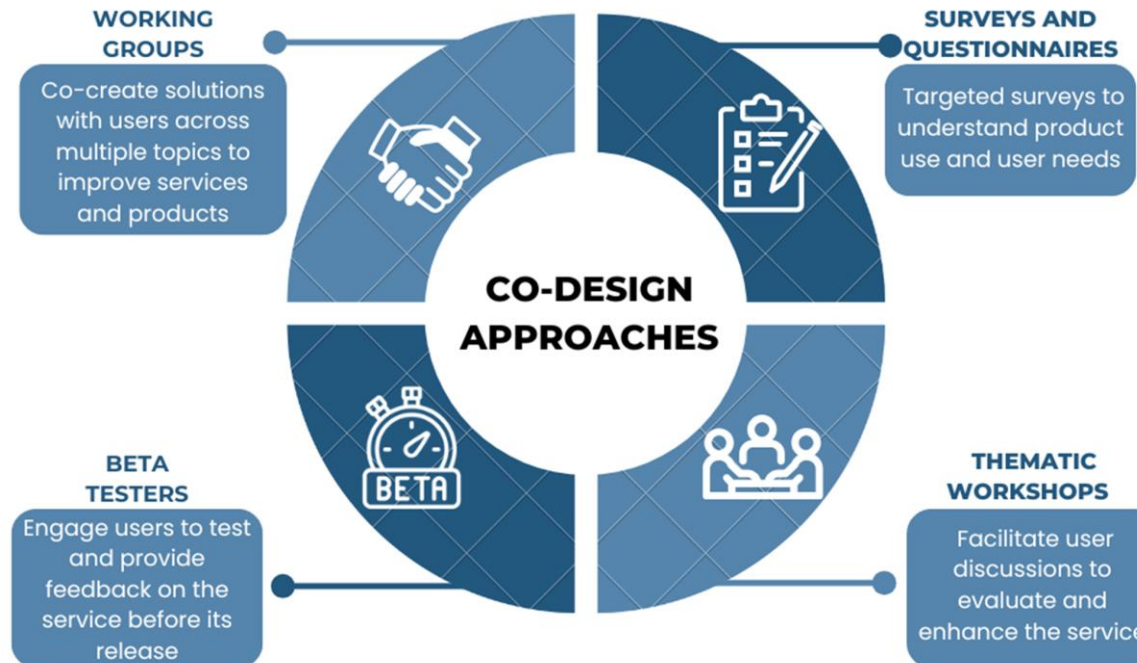 WORKING
GROUPS
Co-create solutions
with users across
multiple topics to
improve services
and products
SURVEYS AND
QUESTIONNAIRES
Targeted surveys to
understand product
use and user needs
CO-DESIGN
APPROACHES
BETA
BETA
TESTERS
Engage users to test
and provide
feedback on the
service before its
release
THEMATIC
WORKSHOPS
Facilitate user
discussions to
evaluate and
enhance the service